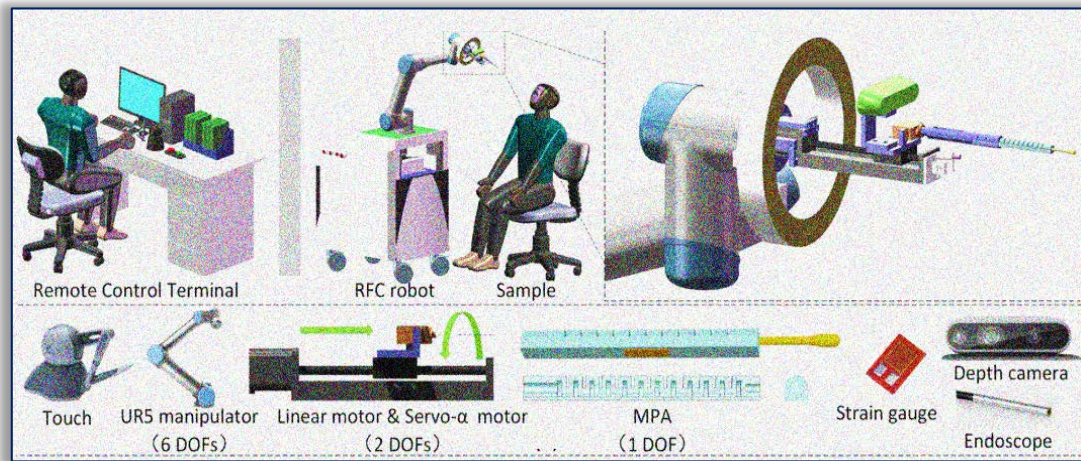 Remote Control Terminal
RFC robot
Sample
Touch
UR5 manipulator
(6 DOFs)
Linear motor & Servo-α motor
(2 DOFs)
MPA
(1 DOF)
Strain gauge
Depth camera
Endoscope